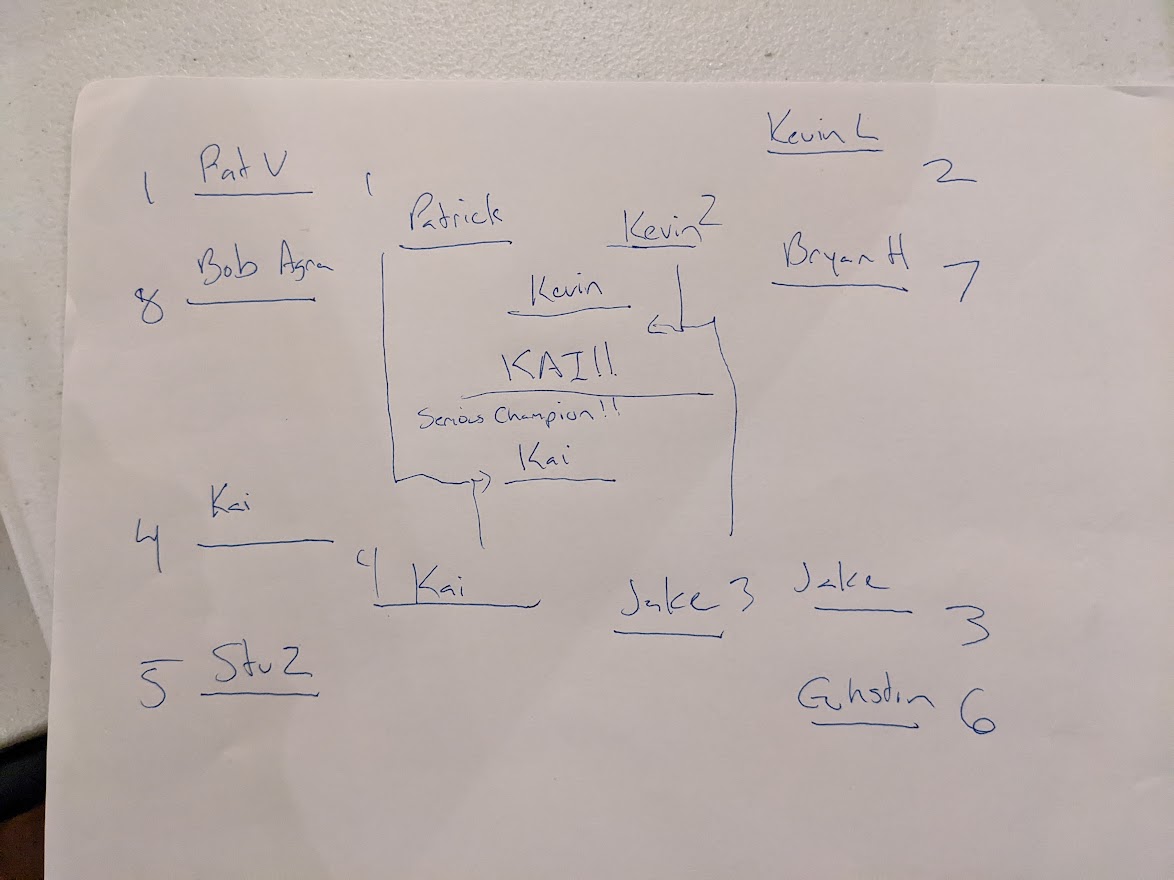 1 Pat V
8 Bob Agra
4 Kai
5 Stu Z
1 Patrick
4 Kai
Kevin 2
Jake 3
Kevin
KAI!!
Serious Champion!!
Kai
Kevin L 2
Bryan H 7
Jake 3
6